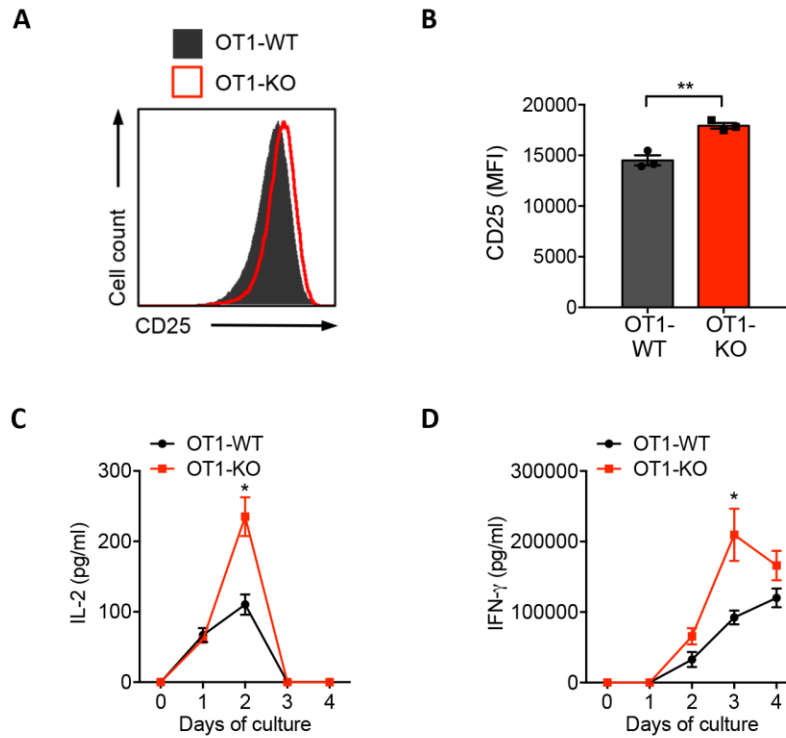 A
OT1-WT
OT1-KO
Cell count
CD25
B
**
CD25 (MFI)
20000
15000
10000
5000
0
OT1-
WT
OT1-
KO
C
OT1-WT
OT1-KO
IL-2 (pg/ml)
300
200
100
0
*
0 1 2 3 4
Days of culture
D
OT1-WT
OT1-KO
IFN-γ (pg/ml)
300000
200000
100000
0
*
0 1 2 3 4
Days of culture